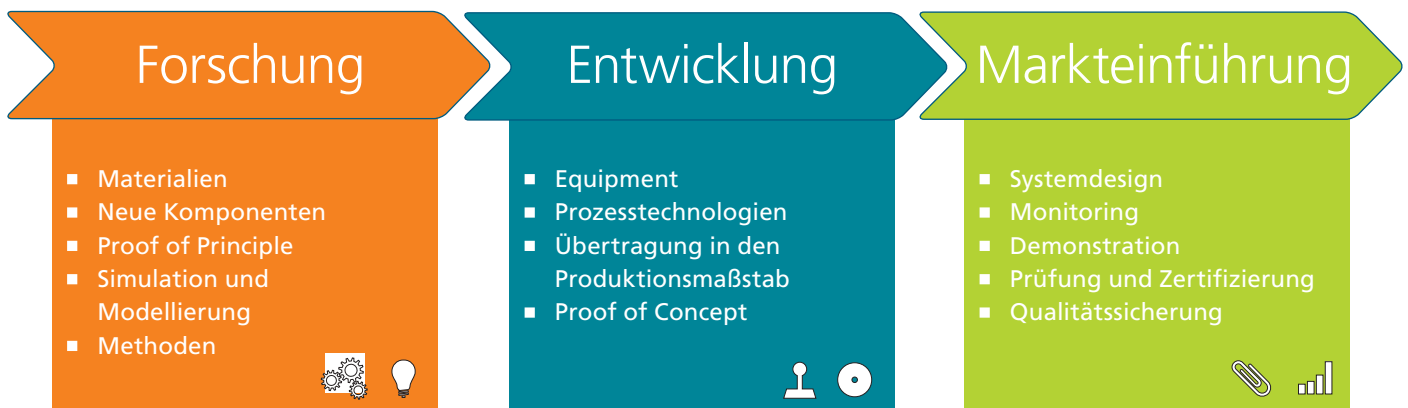 Forschung
■ Materialien
■ Neue Komponenten
■ Proof of Principle
■ Simulation und
Modellierung
■ Methoden
Entwicklung
■ Equipment
■ Prozesstechnologien
■ Übertragung in den
Produktionsmaßstab
■ Proof of Concept
Markteinführung
■ Systemdesign
■ Monitoring
■ Demonstration
■ Prüfung und Zertifizierung
■ Qualitätssicherung